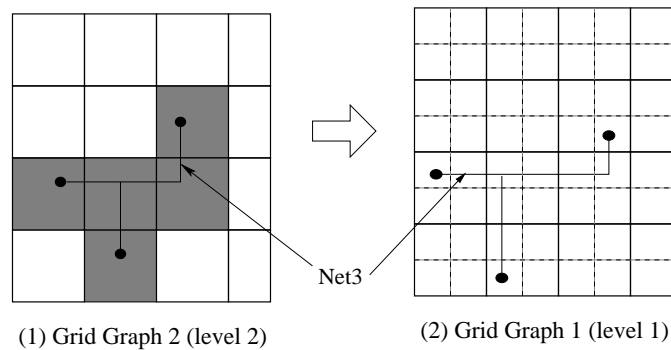 Net3
(1) Grid Graph 2 (level 2)
(2) Grid Graph 1 (level 1)